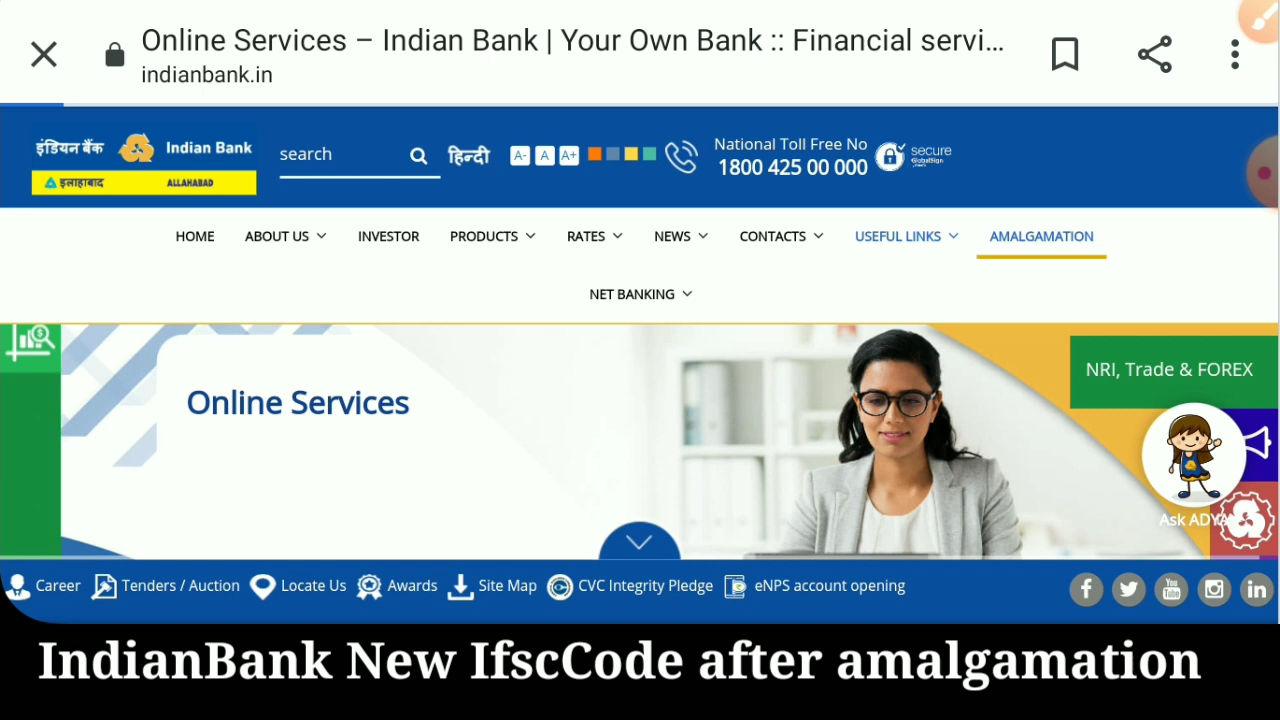 Online Services – Indian Bank | Your Own Bank :: Financial servi...
indianbank.in
इंडियन बैंक Indian Bank
इलाहाबाद ALLAHABAD
search
हिन्दी
A- A A+
National Toll Free No
1800 425 00 000
secure
GlobalSign
HOME ABOUT US INVESTOR PRODUCTS RATES NEWS CONTACTS USEFUL LINKS AMALGAMATION
NET BANKING
Online Services
NRI, Trade & FOREX
Ask ADYA
Career Tenders / Auction Locate Us Awards Site Map CVC Integrity Pledge eNPS account opening
You Tube
IndianBank New IfscCode after amalgamation